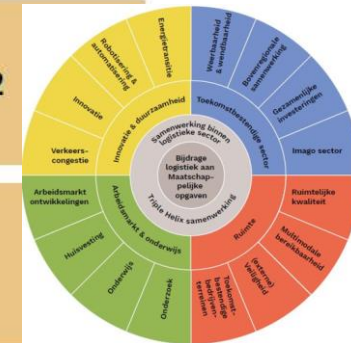 2
Energietransitie
Robotisering &
automatisering
Innovatie
Verkeers-
congestie
Innovatie & duurzaamheid
Weerbaarheid
& wendbaarheid
Bovenregionale
samenwerking
Gezamenlijke
investeringen
Imago sector
Toekomstbestendige sector
Samenwerking binnen
logistieke sector
Bijdrage
logistiek aan
Maatschap-
pelijke
opgaven
Triple Helix samenwerking
Arbeidsmarkt
ontwikkelingen
Huisvesting
Onderwijs
Onderzoek
Arbeidsmarkt & onderwijs
Ruimtelijke
kwaliteit
Multimodale
bereikbaarheid
(externe)
Veiligheid
Toekomst-
bestendige
bedrijven-
terreinen
Ruimte